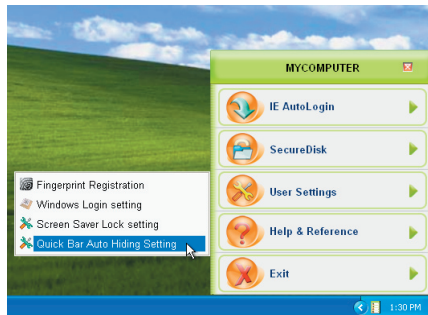 MYCOMPUTER
IE AutoLogin
SecureDisk
User Settings
Help & Reference
Exit
Fingerprint Registration
Windows Login setting
Screen Saver Lock setting
Quick Bar Auto Hiding Setting
1:30 PM